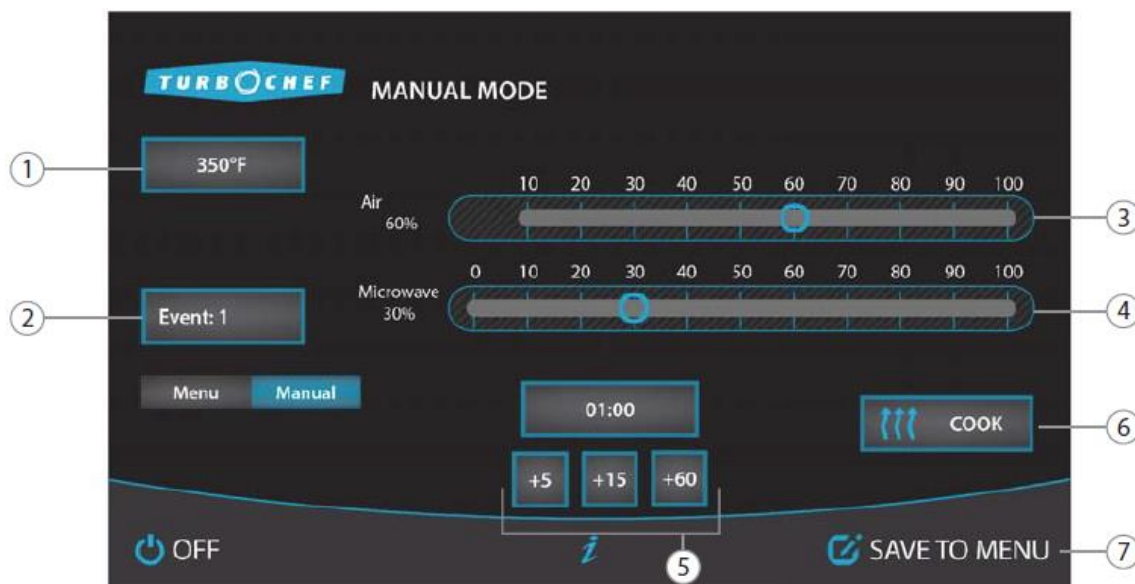 TURBOCHEF
MANUAL MODE
1
350°F
10 20 30 40 50 60 70 80 90 100
Air
60%
3
0 10 20 30 40 50 60 70 80 90 100
Microwave
30%
4
2
Event: 1
Menu Manual
01:00
COOK
6
+5 +15 +60
OFF
i
5
SAVE TO MENU
7